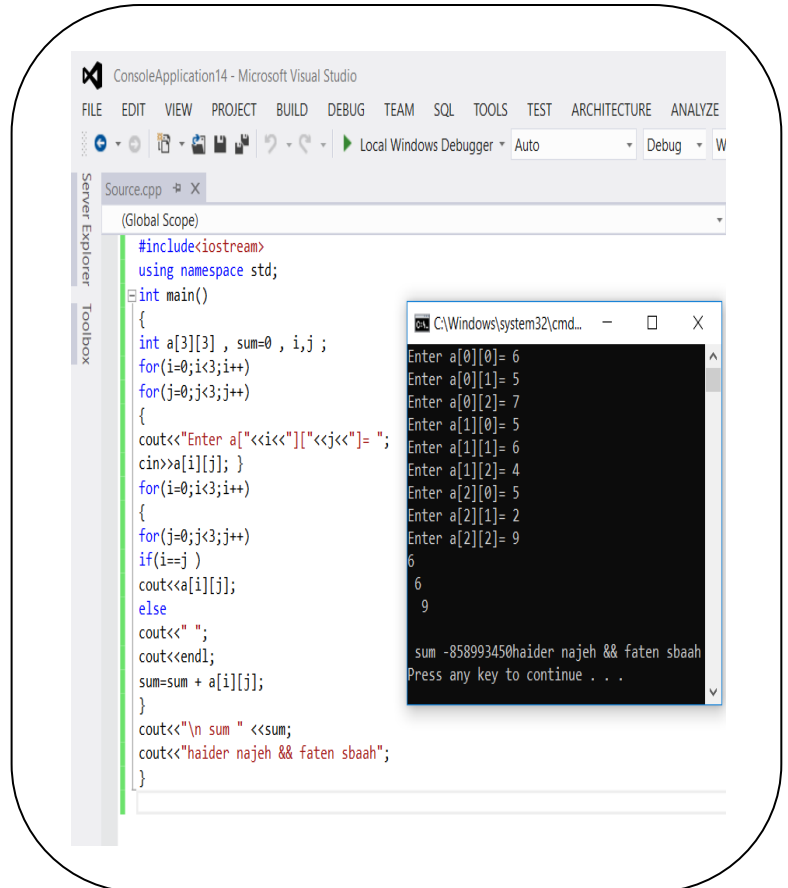 ConsoleApplication14 - Microsoft Visual Studio
FILE EDIT VIEW PROJECT BUILD DEBUG TEAM SQL TOOLS TEST ARCHITECTURE ANALYZE
Local Windows Debugger Auto Debug W
Server Explorer
Toolbox
Source.cpp
(Global Scope)
#include<iostream>
using namespace std;
int main()
{
int a[3][3] , sum=0 , i,j ;
for(i=0;i<3;i++)
for(j=0;j<3;j++)
{
cout<<"Enter a["<<i<<"]["<<j<<"]= ";
cin>>a[i][j]; }
for(i=0;i<3;i++)
{
for(j=0;j<3;j++)
if(i==j )
cout<<a[i][j];
else
cout<<" ";
cout<<endl;
sum=sum + a[i][j];
}
cout<<"\n sum " <<sum;
cout<<"haider najeh && faten sbaah";
}
C:\Windows\system32\cmd...
Enter a[0][0]= 6
Enter a[0][1]= 5
Enter a[0][2]= 7
Enter a[1][0]= 5
Enter a[1][1]= 6
Enter a[1][2]= 4
Enter a[2][0]= 5
Enter a[2][1]= 2
Enter a[2][2]= 9
6
6
9
sum -858993450haider najeh && faten sbaah
Press any key to continue . . .